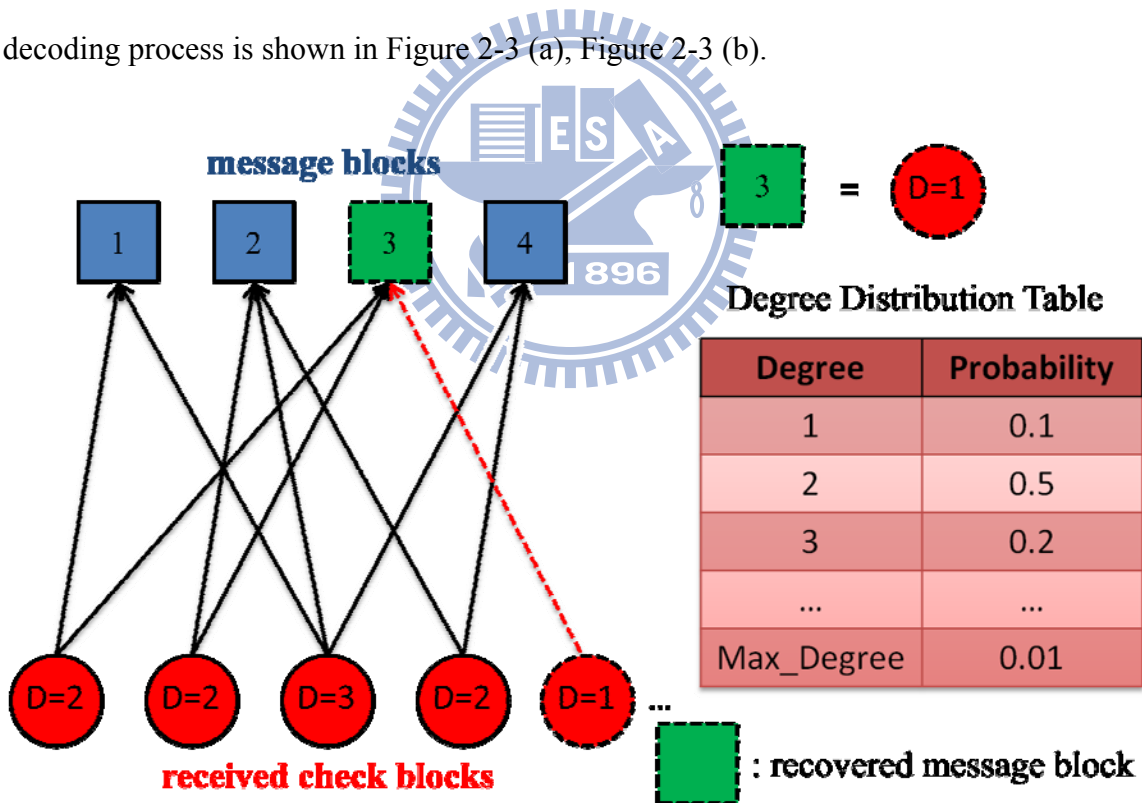 decoding process is shown in Figure 2-3 (a), Figure 2-3 (b).
E S A
message blocks
3 = D=1
1 2 3 4
1896
Degree Distribution Table
Degree Probability
1 0.1
2 0.5
3 0.2
... ...
Max_Degree 0.01
D=2 D=2 D=3 D=2 D=1 ...
received check blocks
: recovered message block